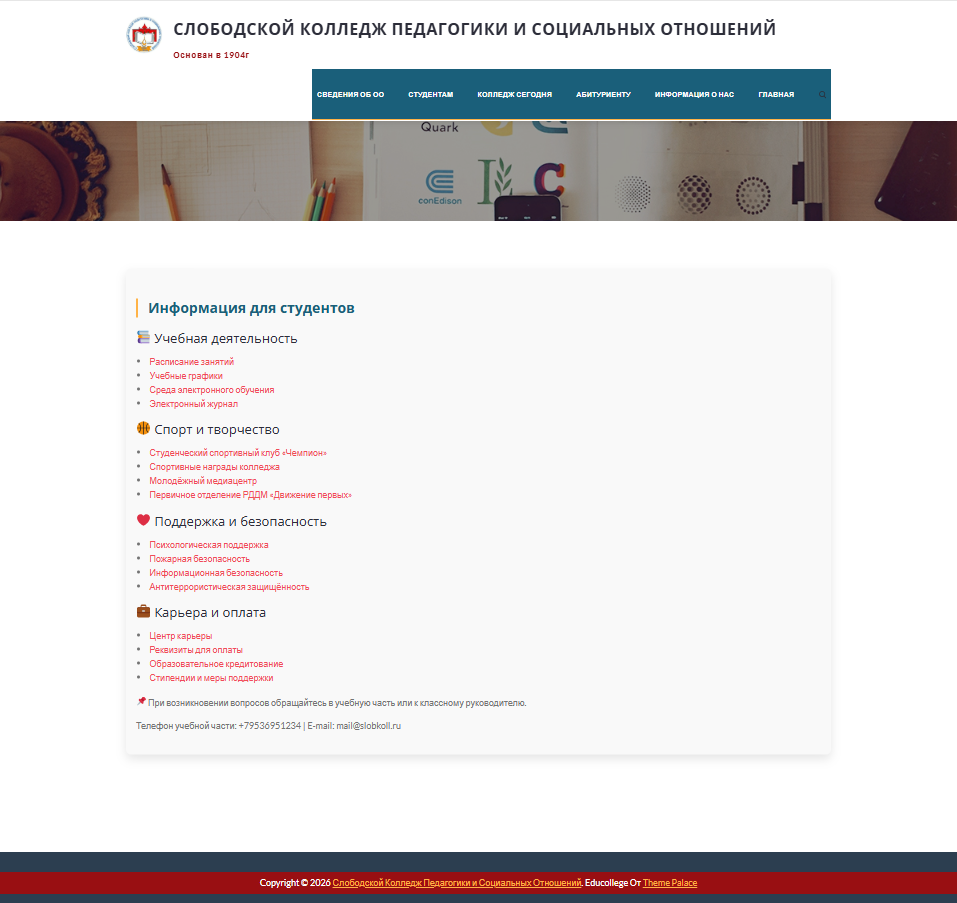 СЛОБОДСКОЙ КОЛЛЕДЖ ПЕДАГОГИКИ И СОЦИАЛЬНЫХ ОТНОШЕНИЙ
Основан в 1904г
СВЕДЕНИЯ ОБ ОО СТУДЕНТАМ КОЛЛЕДЖ СЕГОДНЯ АБИТУРИЕНТУ ИНФОРМАЦИЯ О НАС ГЛАВНАЯ
Quark
conEdison
Информация для студентов
Учебная деятельность
Расписание занятий
Учебные графики
Среда электронного обучения
Электронный журнал
Спорт и творчество
Студенческий спортивный клуб «Чемпион»
Спортивные награды колледжа
Молодёжный медиацентр
Первичное отделение РДДМ «Движение первых»
Поддержка и безопасность
Психологическая поддержка
Пожарная безопасность
Информационная безопасность
Антитеррористическая защищённость
Карьера и оплата
Центр карьеры
Реквизиты для оплаты
Образовательное кредитование
Стипендии и меры поддержки
При возникновении вопросов обращайтесь в учебную часть или к классному руководителю.
Телефон учебной части: +79536951234 | E-mail: mail@slobkoll.ru
Copyright © 2026 Слободской Колледж Педагогики и Социальных Отношений. Educollege От Theme Palace